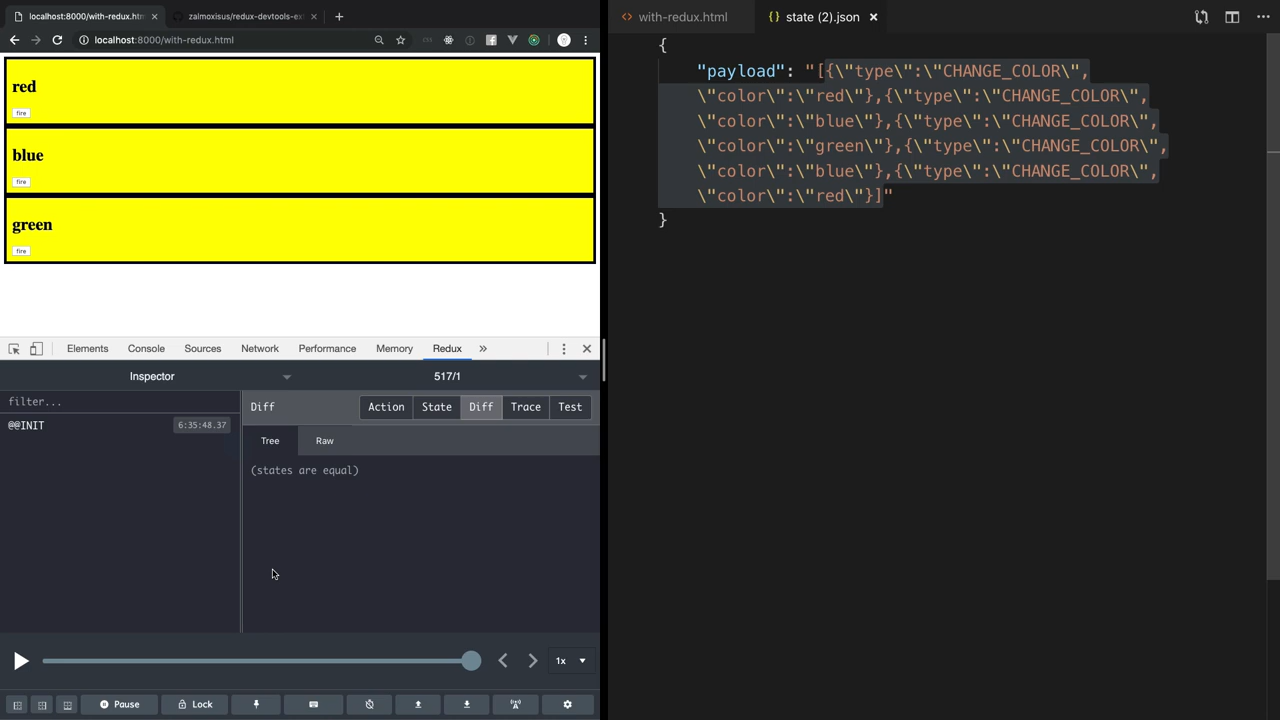 localhost:8000/with-redux.htm
zalmoxisus/redux-devtools-ex
localhost:8000/with-redux.html
red
fire
blue
fire
green
fire
Elements Console Sources Network Performance Memory Redux
Inspector
517/1
filter...
@@INIT
6:35:48.37
Diff
Action State Diff Trace Test
Tree Raw
(states are equal)
1x
Pause
Lock
with-redux.html
state (2).json
{
"payload": "[{\"type\":\"CHANGE_COLOR\",
\"color\":\"red\"},{\"type\":\"CHANGE_COLOR\",
\"color\":\"blue\"},{\"type\":\"CHANGE_COLOR\",
\"color\":\"green\"},{\"type\":\"CHANGE_COLOR\",
\"color\":\"blue\"},{\"type\":\"CHANGE_COLOR\",
\"color\":\"red\"}]"
}